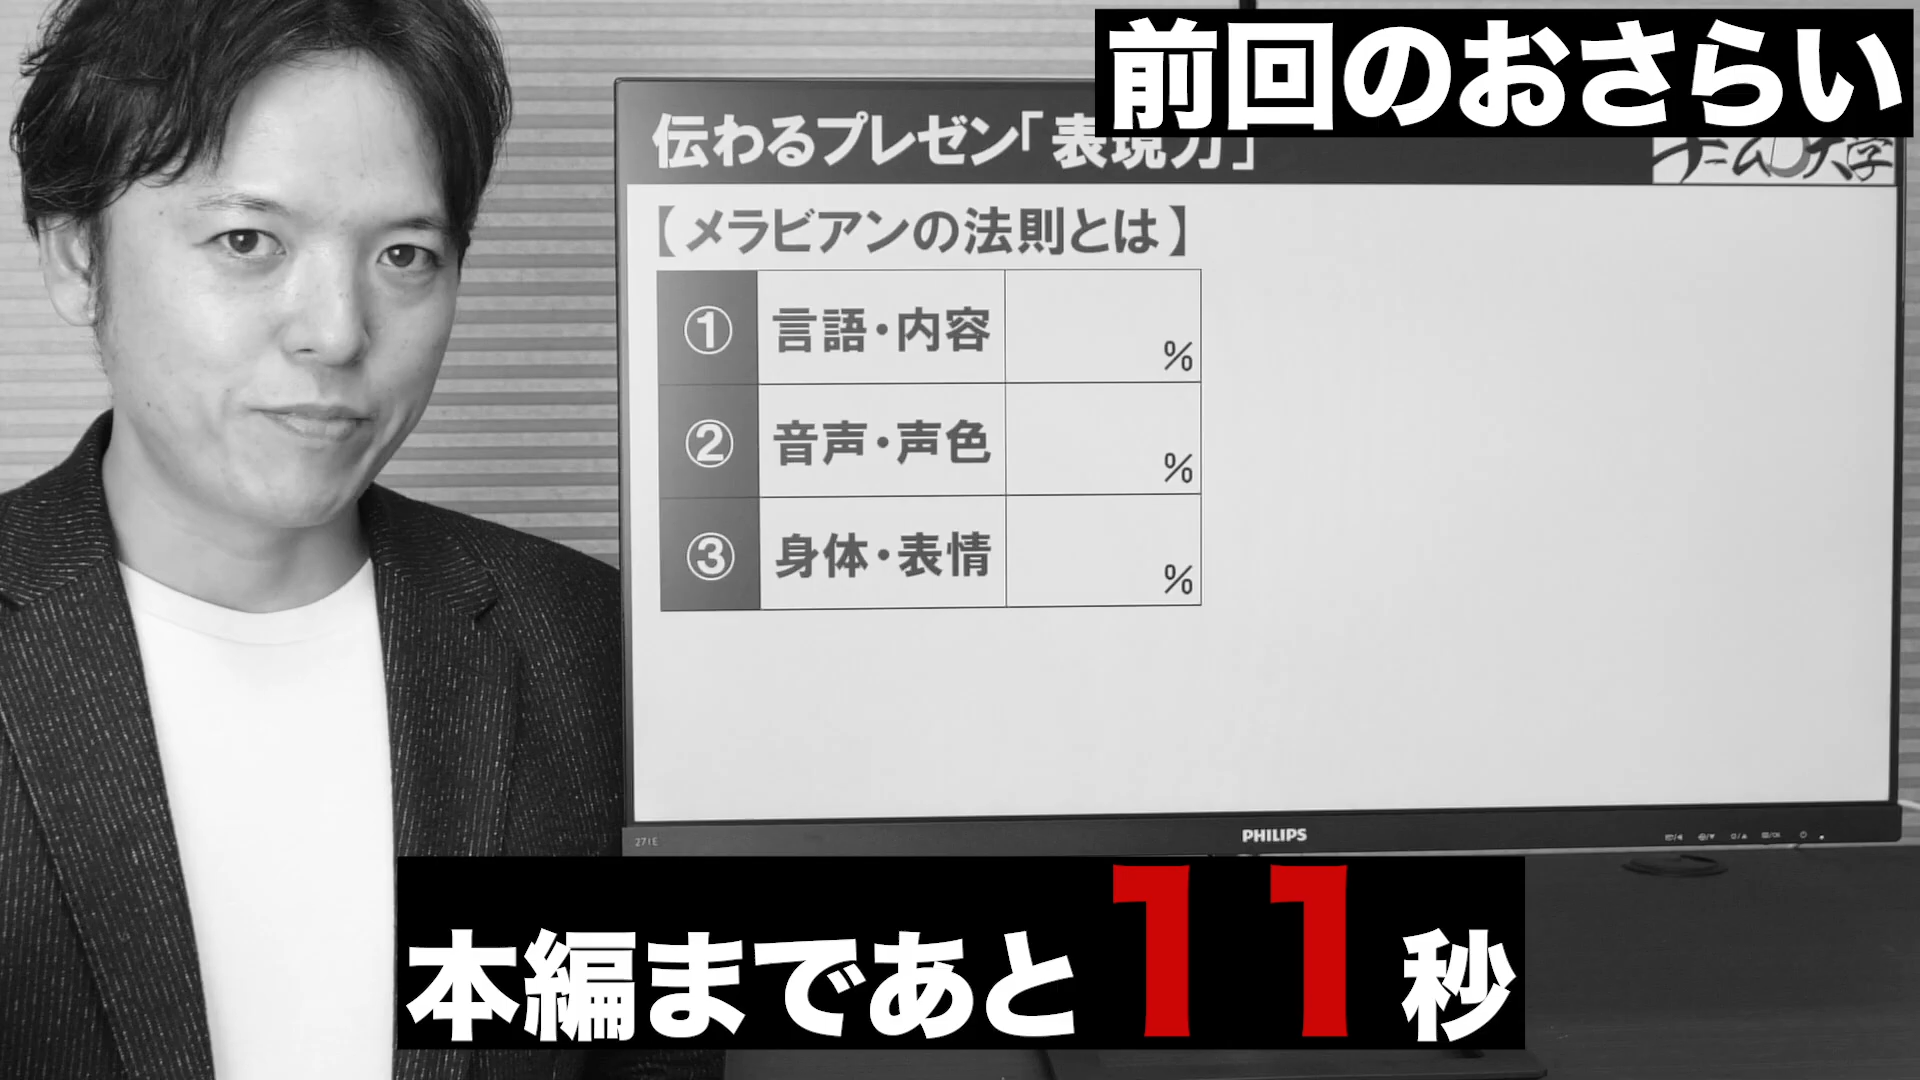 前回のおさらい
伝わるプレゼン「表現力」
【メラビアンの法則とは】
① 言語・内容 %
② 音声・声色 %
③ 身体・表情 %
271E
PHILIPS
本編まであと11秒